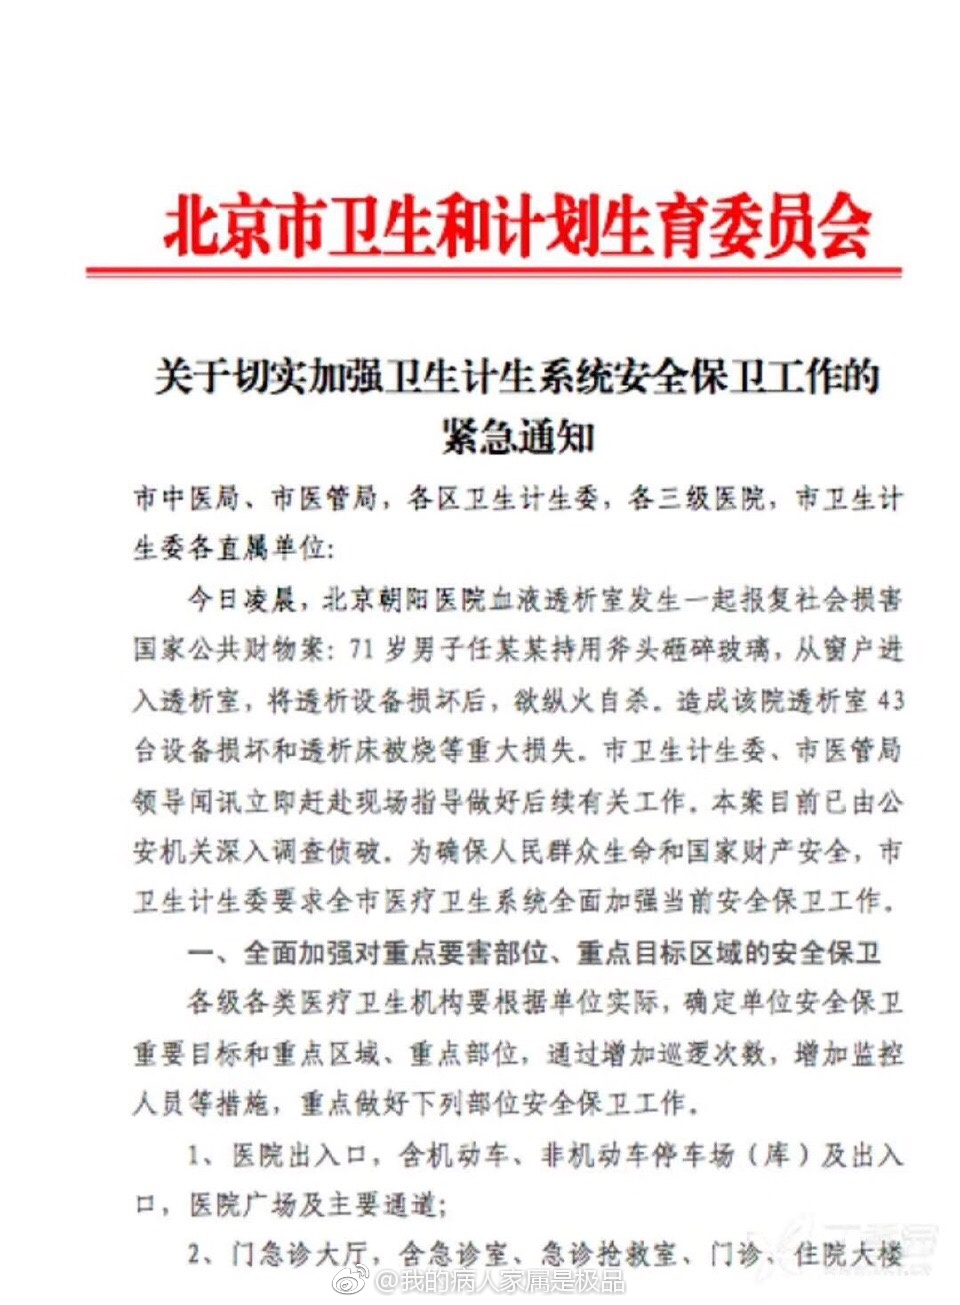 北京市卫生和计划生育委员会
关于切实加强卫生计生系统安全保卫工作的
紧急通知
市中医局、市医管局，各区卫生计生委，各三级医院，市卫生计
生委各直属单位：
今日凌晨，北京朝阳医院血液透析室发生一起报复社会损害
国家公共财物案：71 岁男子任某某持用斧头砸碎玻璃，从窗户进
入透析室，将透析设备损坏后，欲纵火自杀。造成该院透析室 43
台设备损坏和透析床被烧等重大损失。市卫生计生委、市医管局
领导闻讯立即赶赴现场指导做好后续有关工作。本案目前已由公
安机关深入调查侦破。为确保人民群众生命和国家财产安全，市
卫生计生委要求全市医疗卫生系统全面加强当前安全保卫工作。
一、全面加强对重点要害部位、重点目标区域的安全保卫
各级各类医疗卫生机构要根据单位实际，确定单位安全保卫
重要目标和重点区域、重点部位，通过增加巡逻次数，增加监控
人员等措施，重点做好下列部位安全保卫工作。
1、医院出入口，含机动车、非机动车停车场（库）及出入
口，医院广场及主要通道；
2、门急诊大厅，含急诊室、急诊抢救室、门诊、住院大楼
丁香园
@我的病人家属是极品